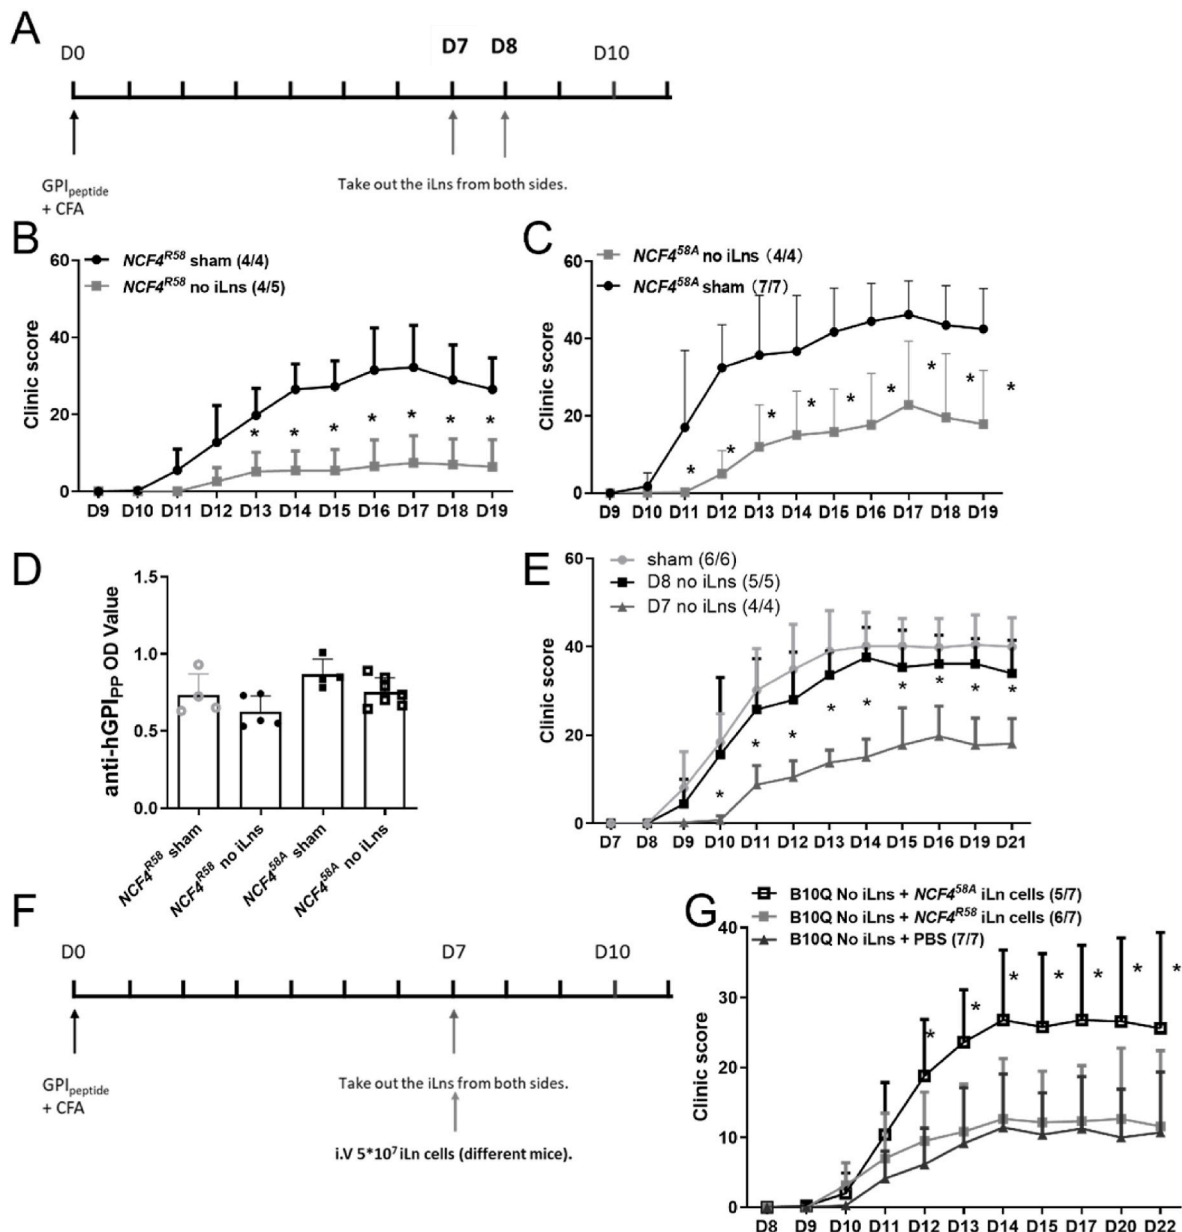 A
D0 D7 D8 D10
GPIpeptide
+ CFA
Take out the iLns from both sides.
B
NCF4R58 sham (4/4)
NCF4R58 no iLns (4/5)
Clinic score
60
40
20
0
D9 D10 D11 D12 D13 D14 D15 D16 D17 D18 D19
* * * * * * *
C
NCF458A no iLns (4/4)
NCF458A sham (7/7)
Clinic score
60
40
20
0
D9 D10 D11 D12 D13 D14 D15 D16 D17 D18 D19
* * * * * * * * *
D
anti-hGPIPP OD Value
1.5
1.0
0.5
0.0
NCF4R58 sham
NCF4R58 no iLns
NCF458A sham
NCF458A no iLns
E
sham (6/6)
D8 no iLns (5/5)
D7 no iLns (4/4)
Clinic score
60
40
20
0
D7 D8 D9 D10 D11 D12 D13 D14 D15 D16 D19 D21
* * * * * * * * *
F
D0 D7 D10
GPIpeptide
+ CFA
Take out the iLns from both sides.
i.V 5*107 iLn cells (different mice).
G
B10Q No iLns + NCF458A iLn cells (5/7)
B10Q No iLns + NCF4R58 iLn cells (6/7)
B10Q No iLns + PBS (7/7)
Clinic score
40
30
20
10
0
D8 D9 D10 D11 D12 D13 D14 D15 D17 D20 D22
* * * * * * *